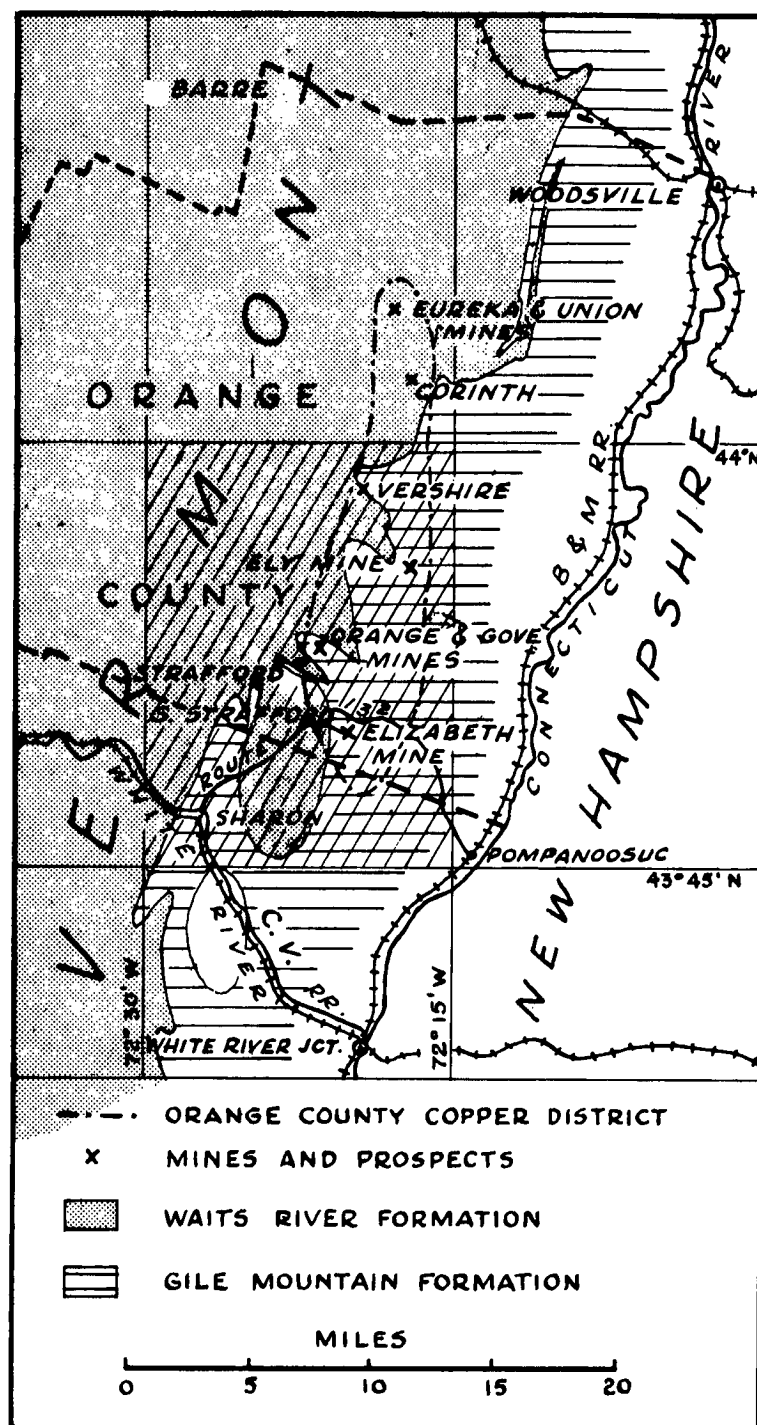 BARRE
RIVER
WOODSVILLE
EUREKA & UNION
MINES
CORINTH
ORANGE
44° N
VERSHIRE
ELY MINE
COUNTY
ORANGE & GOVE
MINES
STRAFFORD
S. STRAFFORD
132
ELIZABETH
MINE
ROUTE
SHARON
B & M RR.
CONNECTICUT
NEW HAMPSHIRE
VERMONT
POMPANOOSUC
43° 45' N
WHITE
RIVER
C. V. RR.
72° 30' W
72° 15' W
WHITE RIVER JCT.
ORANGE COUNTY COPPER DISTRICT
x MINES AND PROSPECTS
WAITS RIVER FORMATION
GILE MOUNTAIN FORMATION
MILES
0 5 10 15 20